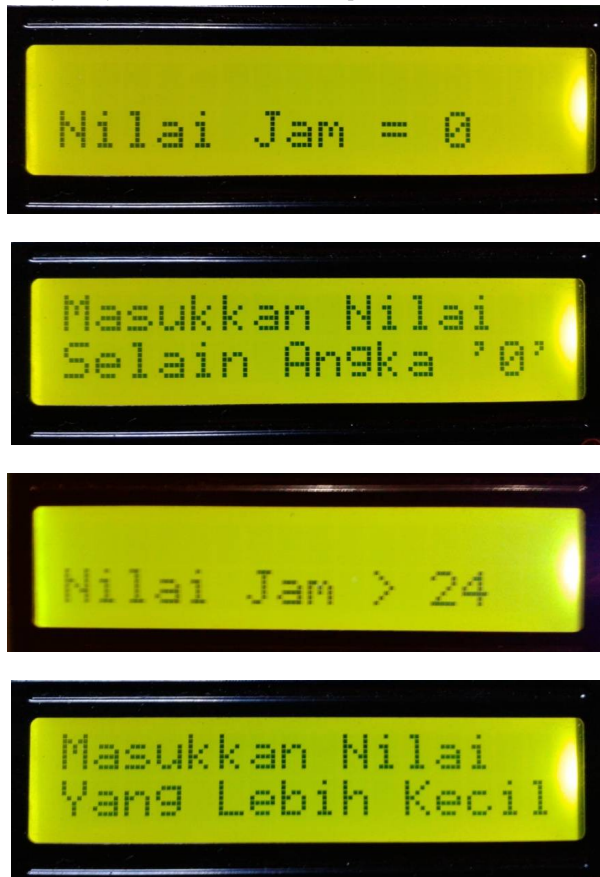 Nilai Jam = 0
Masukkan Nilai
Selain Angka '0'
Nilai Jam > 24
Masukkan Nilai
Yang Lebih Kecil